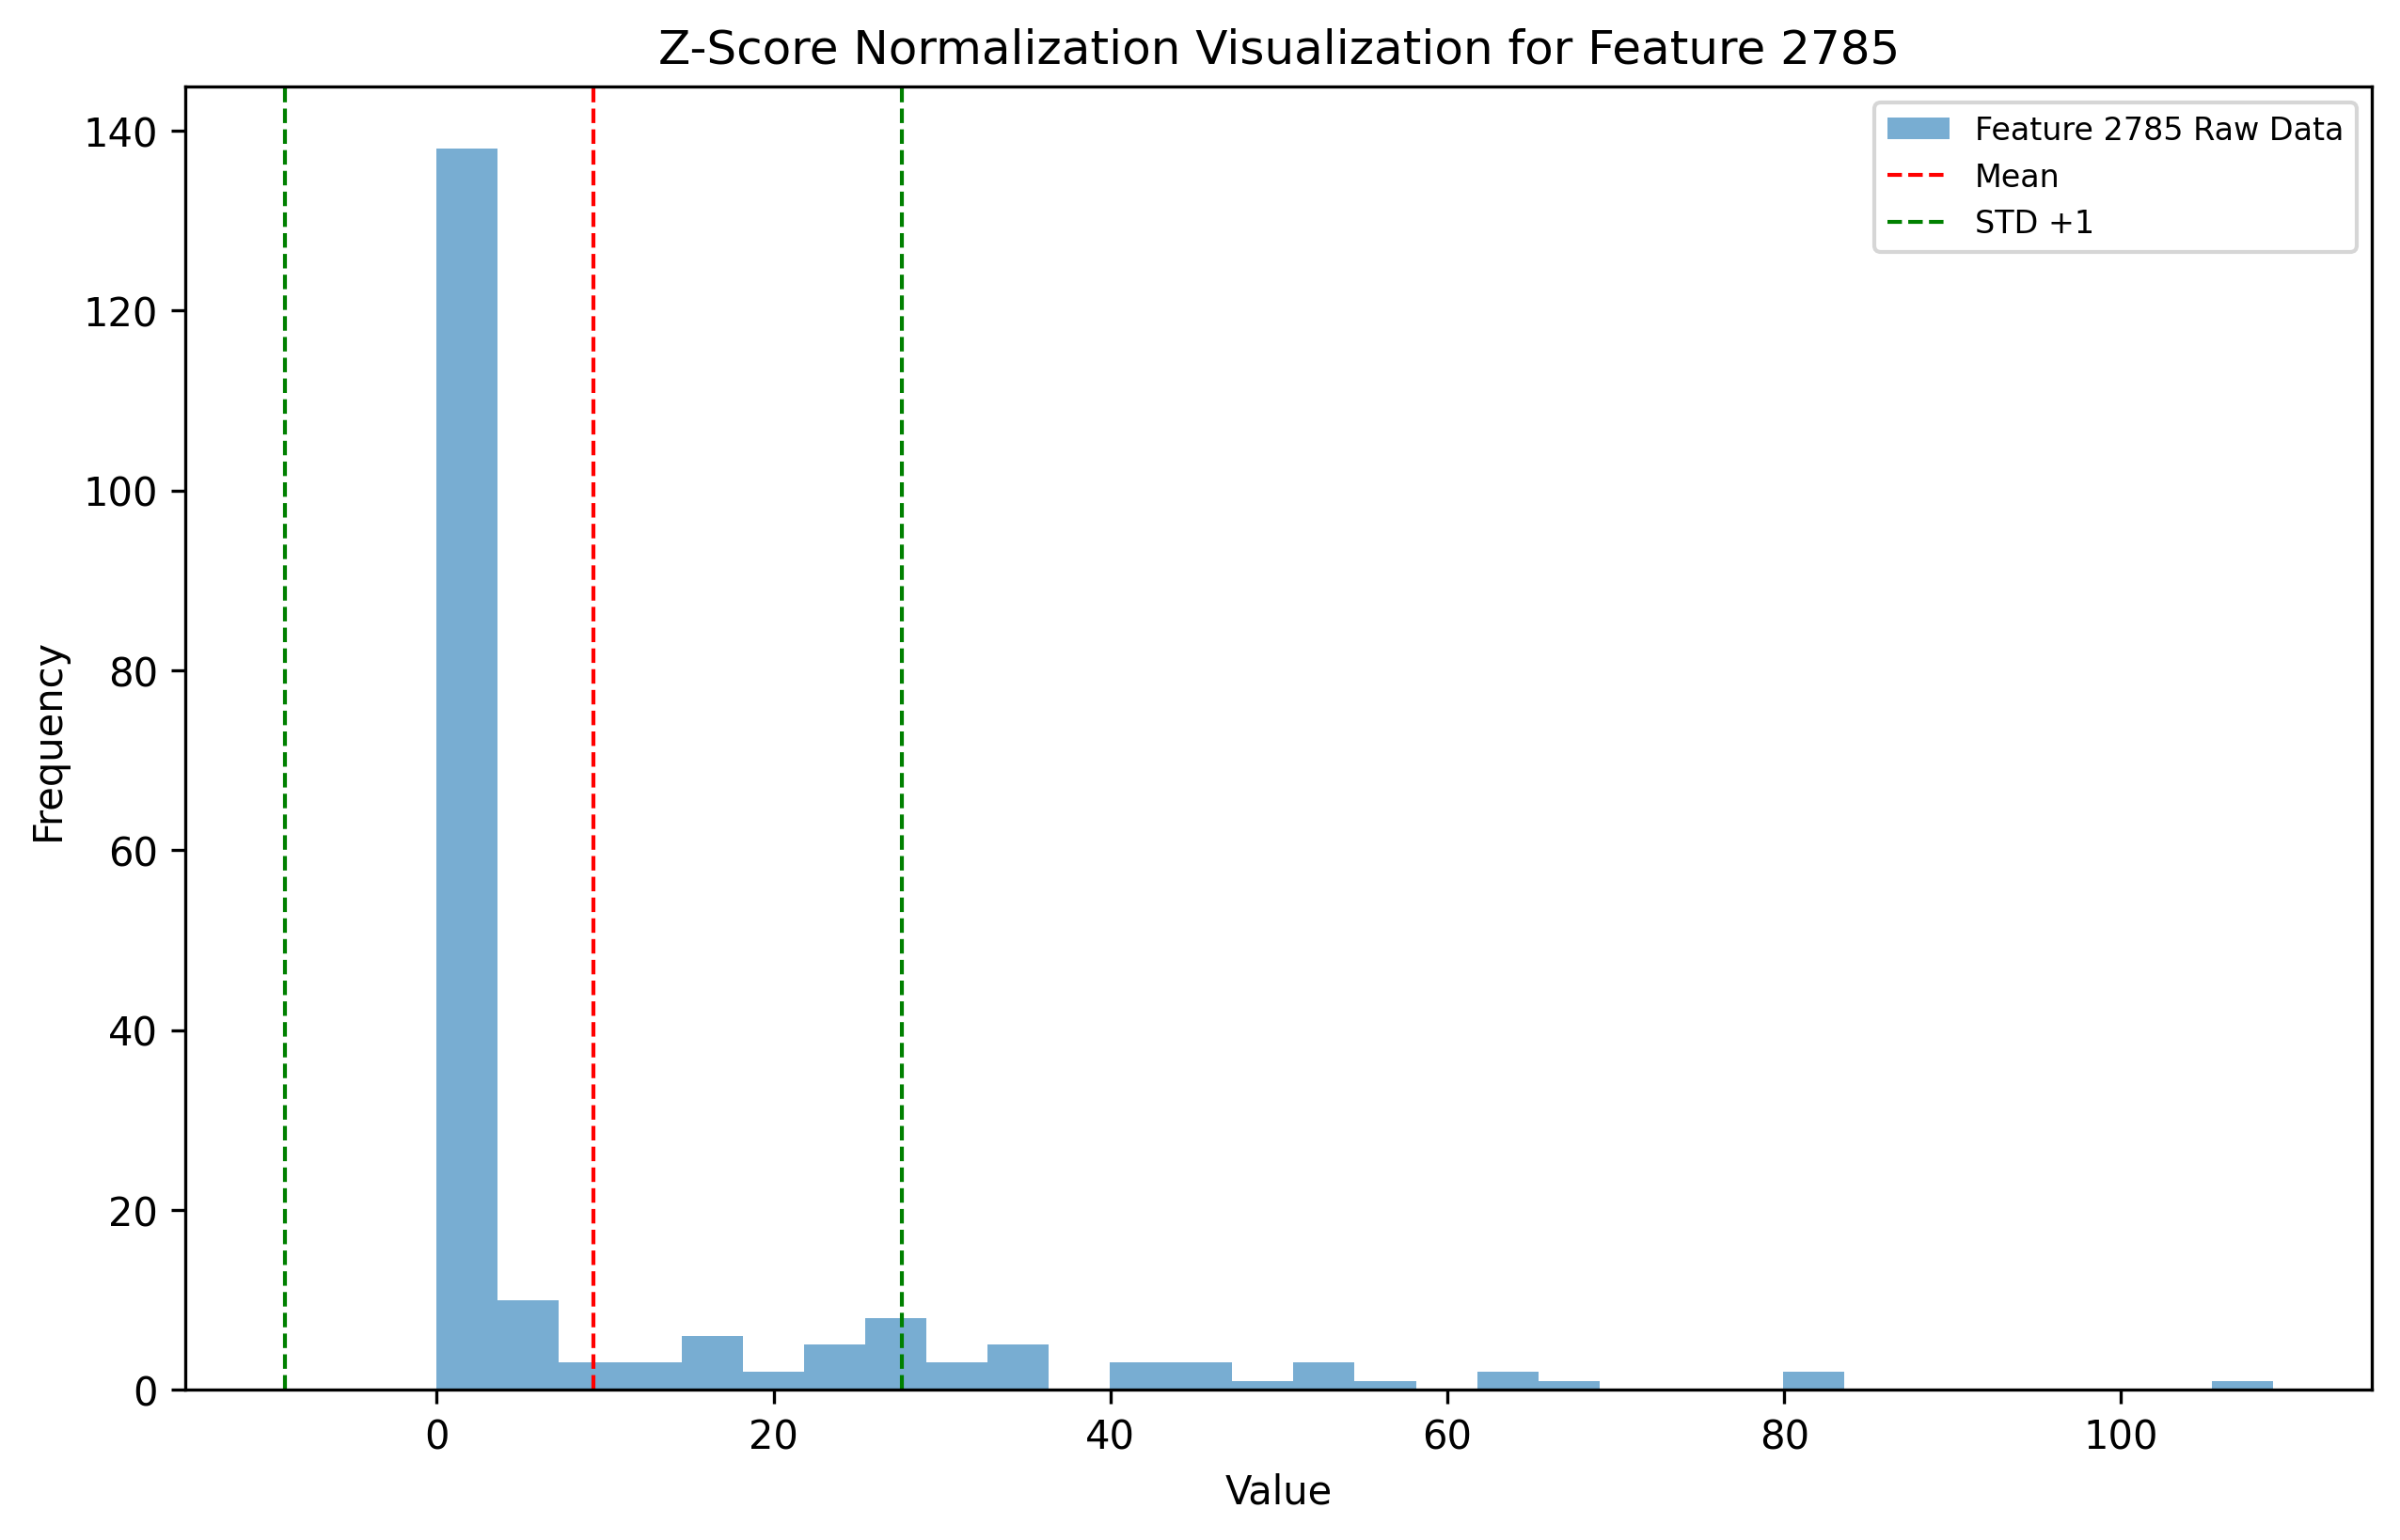 Z-Score Normalization Visualization for Feature 2785
Feature 2785 Raw Data
Mean
STD +1
140
120
100
80
60
40
20
0
Frequency
0 20 40 60 80 100
Value